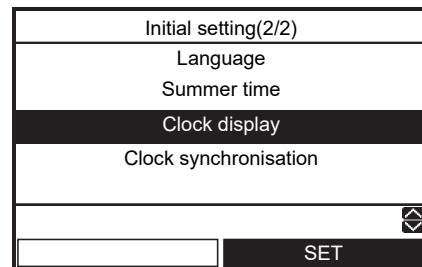 Initial setting(2/2)
Language
Summer time
Clock display
Clock synchronisation
SET